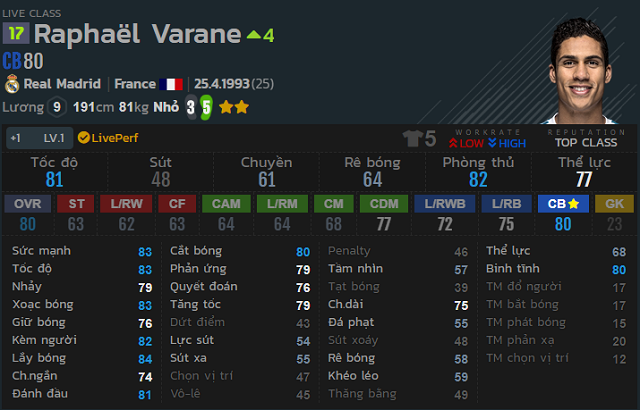 LIVE CLASS
17 Raphaël Varane 4
CB80
Real Madrid France 25.4.1993(25)
Lương 9 191cm 81kg Nhỏ 3 5
+1 LV.1 LivePerf 5 WORKRATE LOW HIGH REPUTATION TOP CLASS
Tốc độ Sút Chuyền Rê bóng Phòng thủ Thể lực
81 48 61 64 82 77
OVR ST L/RW CF CAM L/RM CM CDM L/RWB L/RB CB GK
80 63 62 63 64 64 68 77 72 75 80 23
Sức mạnh 83 Cắt bóng 80 Penalty 46 Thể lực 68
Tốc độ 83 Phản ứng 79 Tầm nhìn 57 Bình tĩnh 80
Nhảy 79 Quyết đoán 76 Tạt bóng 39 TM đổ người 17
Xoạc bóng 83 Tăng tốc 79 Ch.dài 75 TM bắt bóng 17
Giữ bóng 76 Dứt điểm 43 Đá phạt 55 TM phát bóng 15
Kèm người 82 Lực sút 54 Sút xoáy 48 TM phản xạ 20
Lấy bóng 84 Sút xa 55 Rê bóng 58 TM chọn vị trí 12
Ch.ngắn 74 Chọn vị trí 47 Khéo léo 59
Đánh đầu 81 Vô-lê 45 Thăng bằng 49